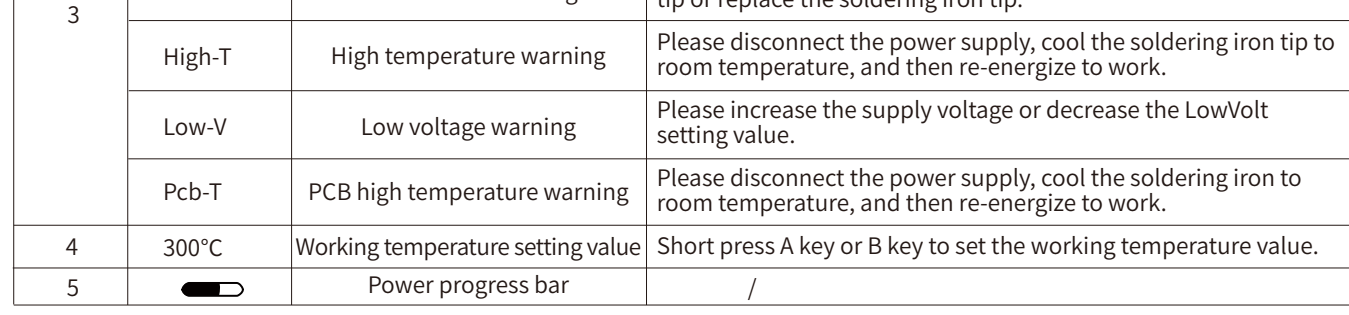 3
tip or replace the soldering iron tip.
High-T
High temperature warning
Please disconnect the power supply, cool the soldering iron tip to
room temperature, and then re-energize to work.
Low-V
Low voltage warning
Please increase the supply voltage or decrease the LowVolt
setting value.
Pcb-T
PCB high temperature warning
Please disconnect the power supply, cool the soldering iron to
room temperature, and then re-energize to work.
4
300°C
Working temperature setting value
Short press A key or B key to set the working temperature value.
5
Power progress bar
/